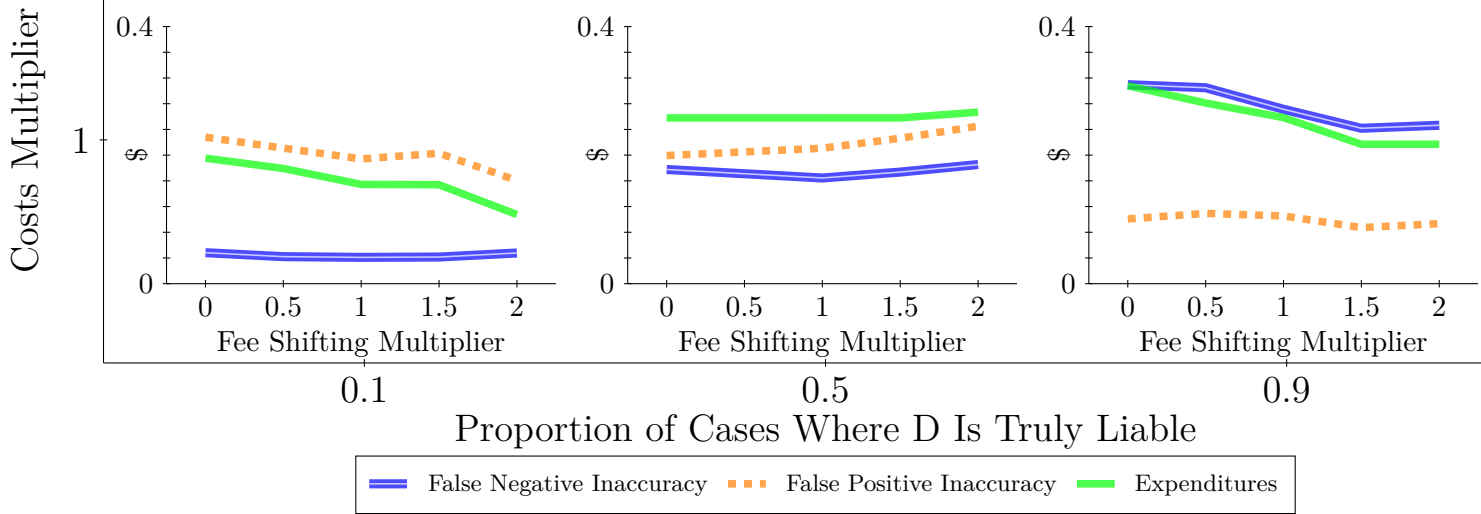 Costs Multiplier
1
0.4
$
0
0 0.5 1 1.5 2
Fee Shifting Multiplier
0.4
$
0
0 0.5 1 1.5 2
Fee Shifting Multiplier
0.4
$
0
0 0.5 1 1.5 2
Fee Shifting Multiplier
0.1 0.5 0.9
Proportion of Cases Where D Is Truly Liable
False Negative Inaccuracy False Positive Inaccuracy Expenditures